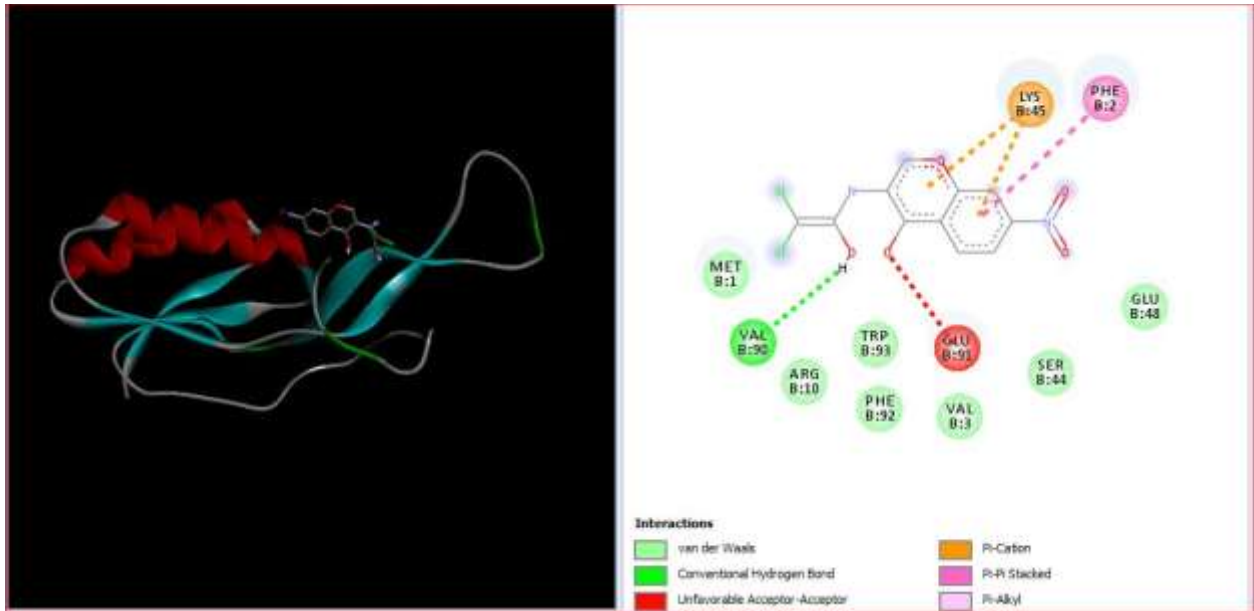 LYS
B:45
PHE
B:2
MET
B:1
GLU
B:48
VAL
B:90
TRP
B:93
GLU
B:91
ARG
B:10
PHE
B:92
VAL
B:3
SER
B:44
O
N
O
H
Interactions
van der Waals
Conventional Hydrogen Bond
Unfavorable Acceptor-Acceptor
Pi-Cation
Pi-Pi Stacked
Pi-Alkyl